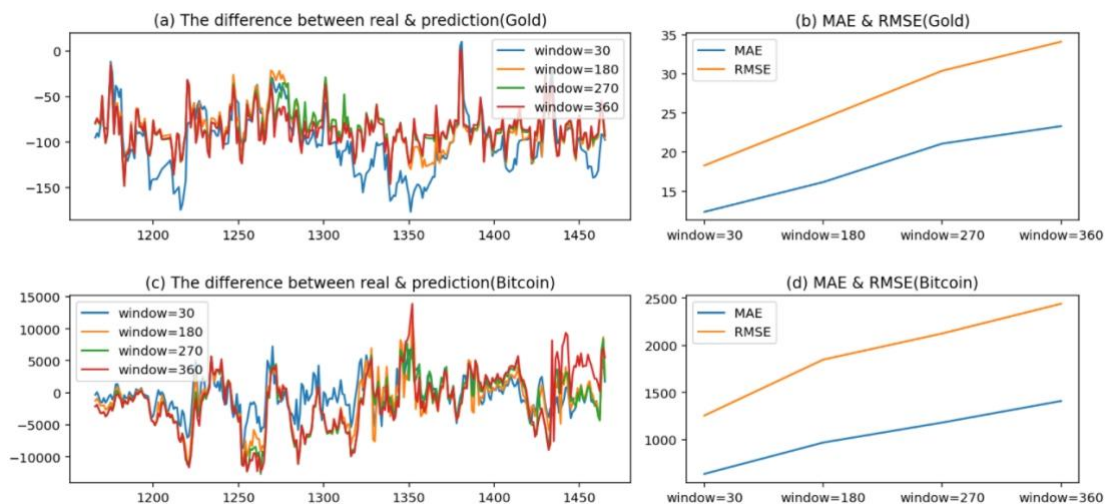 (a) The difference between real & prediction(Gold)
0
−50
−100
−150
1200
1250
1300
1350
1400
1450
window=30
window=180
window=270
window=360
(b) MAE & RMSE(Gold)
35
30
25
20
15
MAE
RMSE
window=30
window=180
window=270
window=360
(c) The difference between real & prediction(Bitcoin)
15000
10000
5000
0
−5000
−10000
window=30
window=180
window=270
window=360
1200
1250
1300
1350
1400
1450
(d) MAE & RMSE(Bitcoin)
2500
2000
1500
1000
MAE
RMSE
window=30
window=180
window=270
window=360